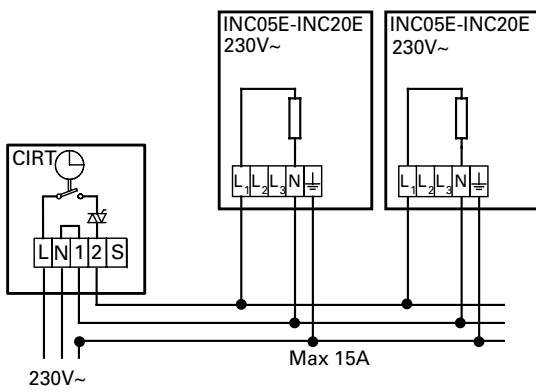 INC05E-INC20E
230V~
INC05E-INC20E
230V~
CIRT
L1 L2 L3 N
L1 L2 L3 N
L N 1 2 S
Max 15A
230V~